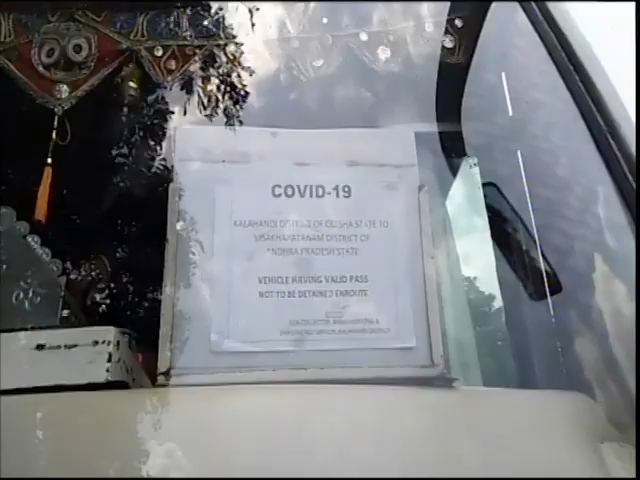 COVID-19
KALAHANDI DISTRICT OF ODISHA STATE TO
VISAKHAPATANAM DISTRICT OF
ANDHRA PRADESH STATE
VEHICLE HAVING VALID PASS
NOT TO BE DETAINED ENROUTE